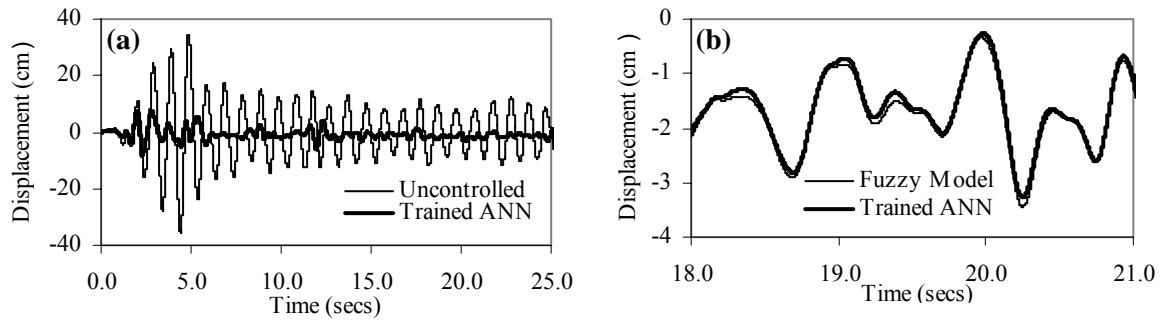 (a)
Displacement (cm)
40
20
0
-20
-40
Uncontrolled
Trained ANN
0.0 5.0 10.0 15.0 20.0 25.0
Time (secs)
(b)
Displacement (cm )
0
-1
-2
-3
-4
Fuzzy Model
Trained ANN
18.0 19.0 20.0 21.0
Time (secs)